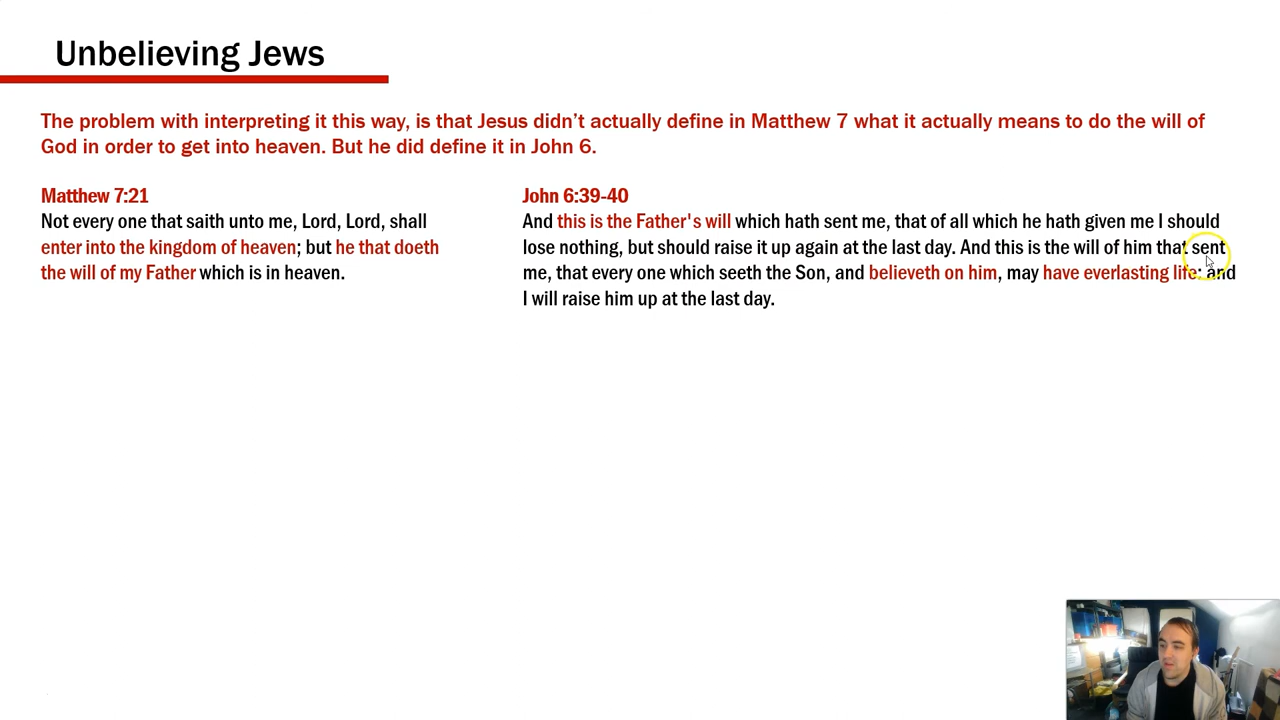 Unbelieving Jews
The problem with interpreting it this way, is that Jesus didn’t actually define in Matthew 7 what it actually means to do the will of
God in order to get into heaven. But he did define it in John 6.
Matthew 7:21
Not every one that saith unto me, Lord, Lord, shall
enter into the kingdom of heaven; but he that doeth
the will of my Father which is in heaven.
John 6:39-40
And this is the Father's will which hath sent me, that of all which he hath given me I should
lose nothing, but should raise it up again at the last day. And this is the will of him that sent
me, that every one which seeth the Son, and believeth on him, may have everlasting life: and
I will raise him up at the last day.